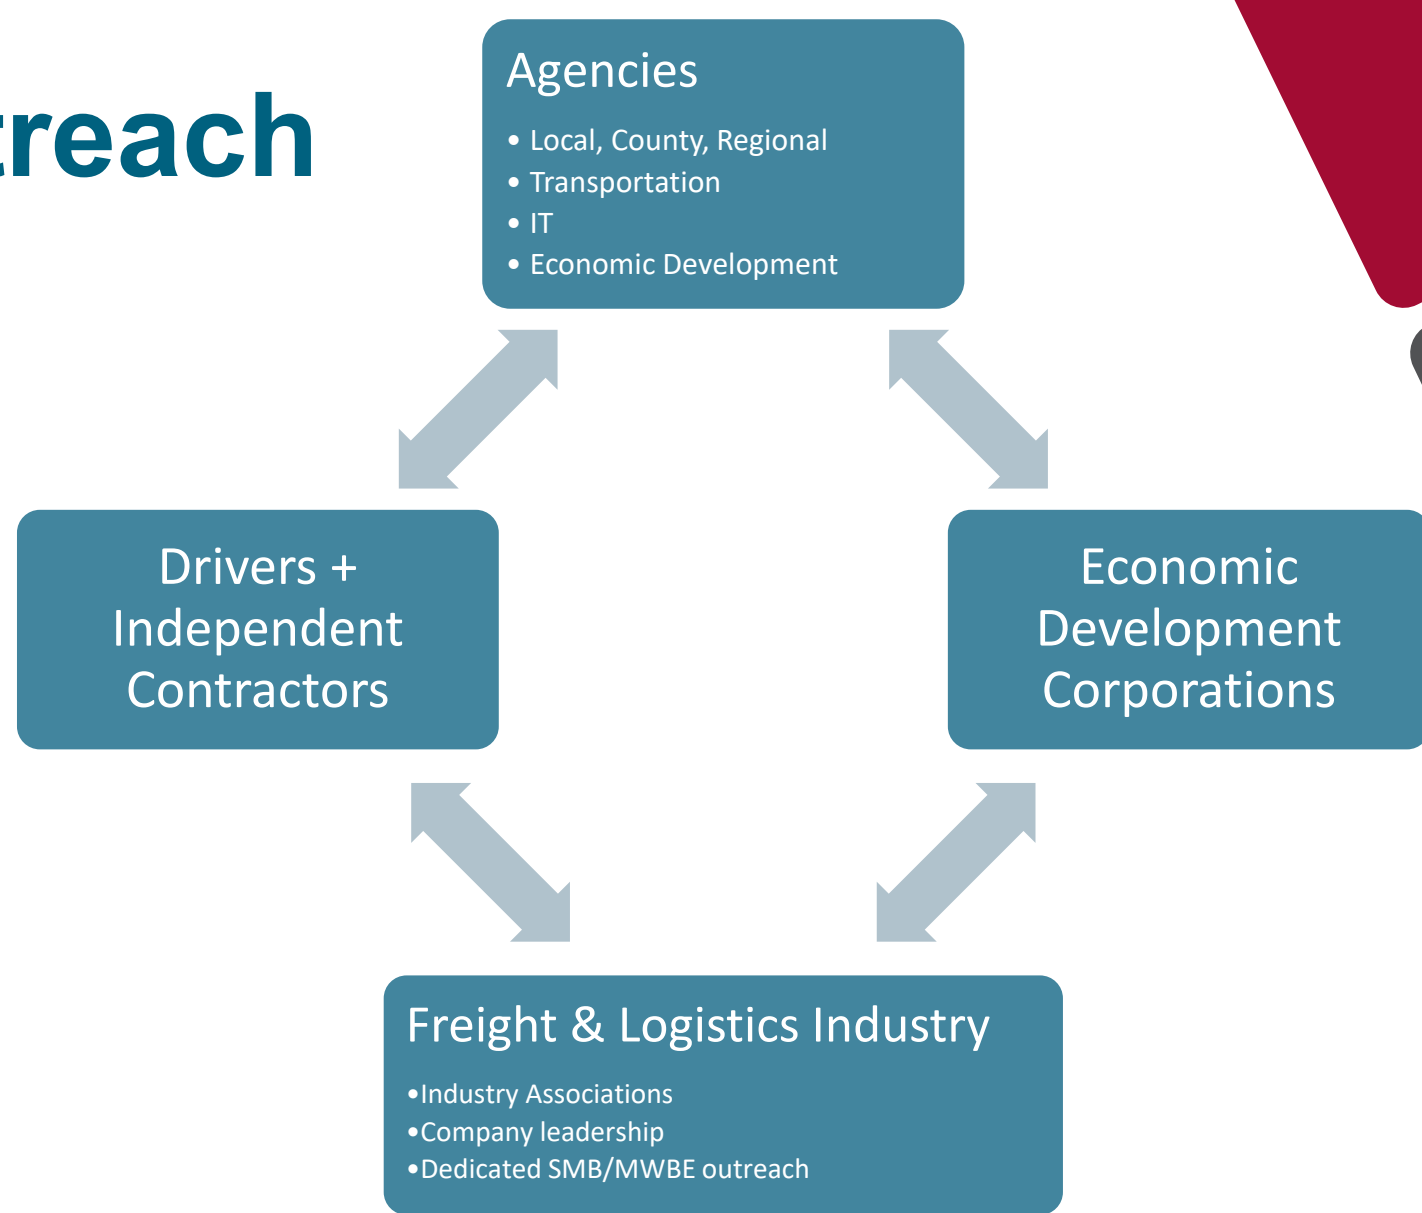 treach
Agencies
• Local, County, Regional
• Transportation
• IT
• Economic Development
Drivers +
Independent
Contractors
Economic
Development
Corporations
Freight & Logistics Industry
•Industry Associations
•Company leadership
•Dedicated SMB/MWBE outreach